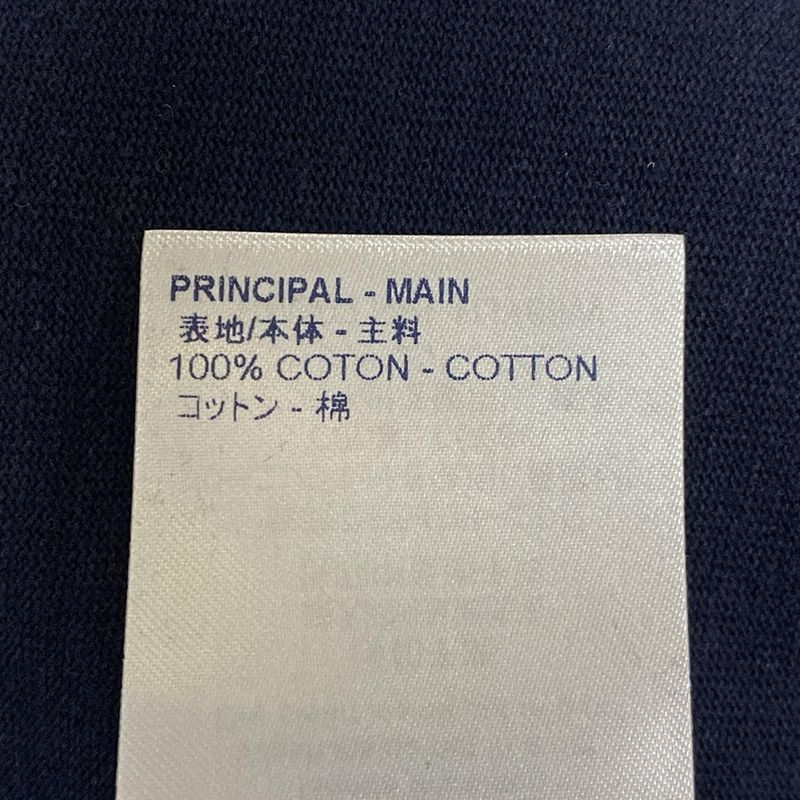 PRINCIPAL - MAIN
表地/本体 - 主料
100% COTON - COTTON
コットン - 棉